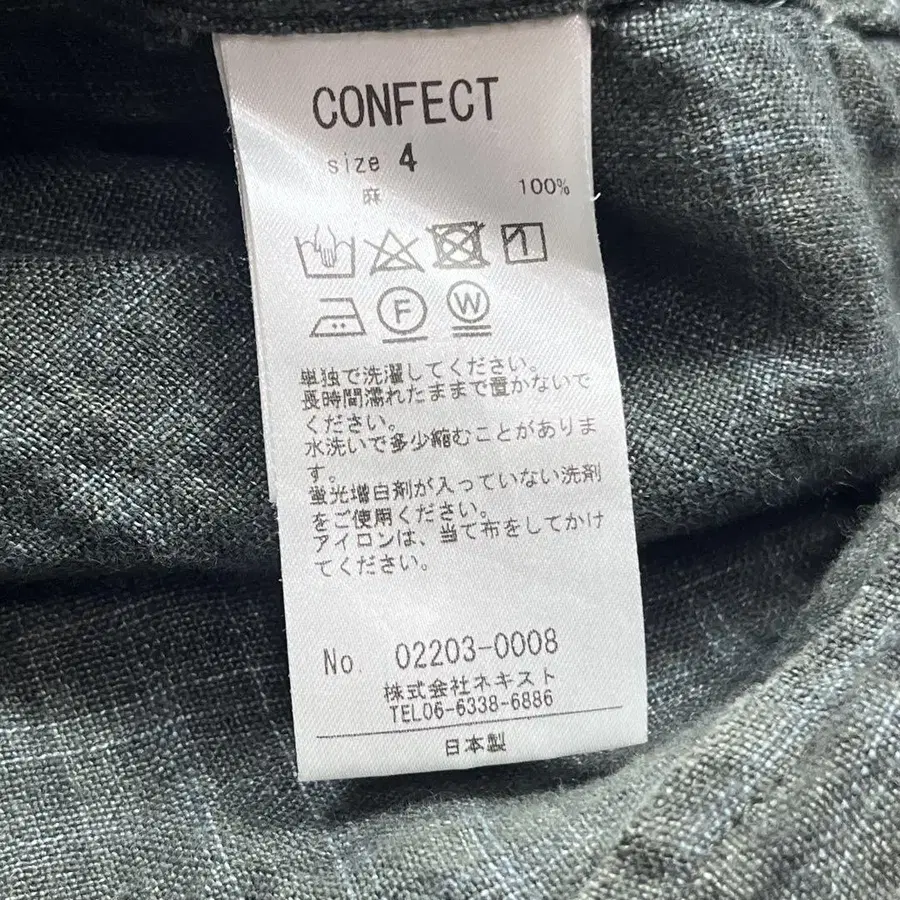 CONFECT
size 4
麻 100%
F W
単独で洗濯してください。
長時間濡れたままで置かないで
ください。
水洗いで多少縮むことがありま
す。
蛍光増白剤が入っていない洗剤
をご使用ください。
アイロンは、当て布をしてかけ
てください。
No. 02203-0008
株式会社ネキスト
TEL06-6338-6886
日本製